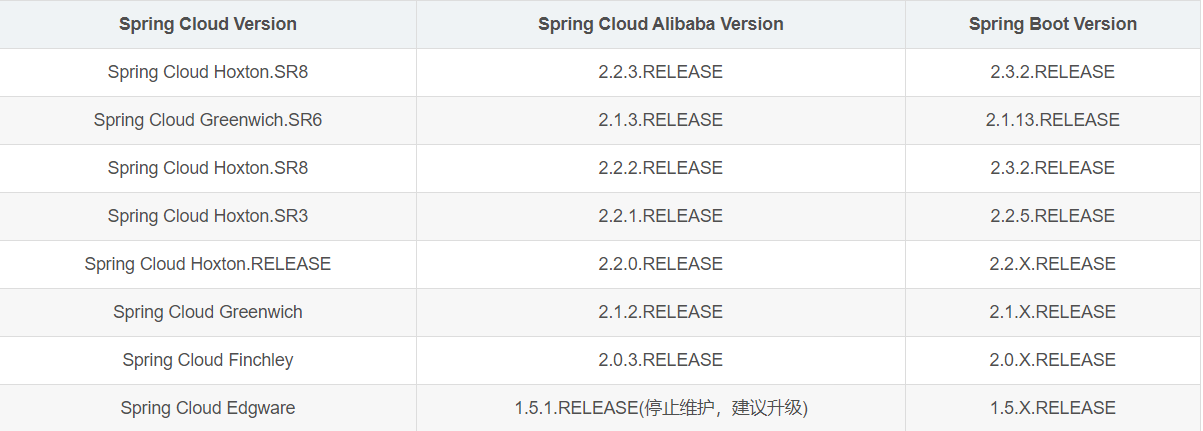 Spring Cloud Version Spring Cloud Alibaba Version Spring Boot Version
Spring Cloud Hoxton.SR8 2.2.3.RELEASE 2.3.2.RELEASE
Spring Cloud Greenwich.SR6 2.1.3.RELEASE 2.1.13.RELEASE
Spring Cloud Hoxton.SR8 2.2.2.RELEASE 2.3.2.RELEASE
Spring Cloud Hoxton.SR3 2.2.1.RELEASE 2.2.5.RELEASE
Spring Cloud Hoxton.RELEASE 2.2.0.RELEASE 2.2.X.RELEASE
Spring Cloud Greenwich 2.1.2.RELEASE 2.1.X.RELEASE
Spring Cloud Finchley 2.0.3.RELEASE 2.0.X.RELEASE
Spring Cloud Edgware 1.5.1.RELEASE(停止维护，建议升级) 1.5.X.RELEASE